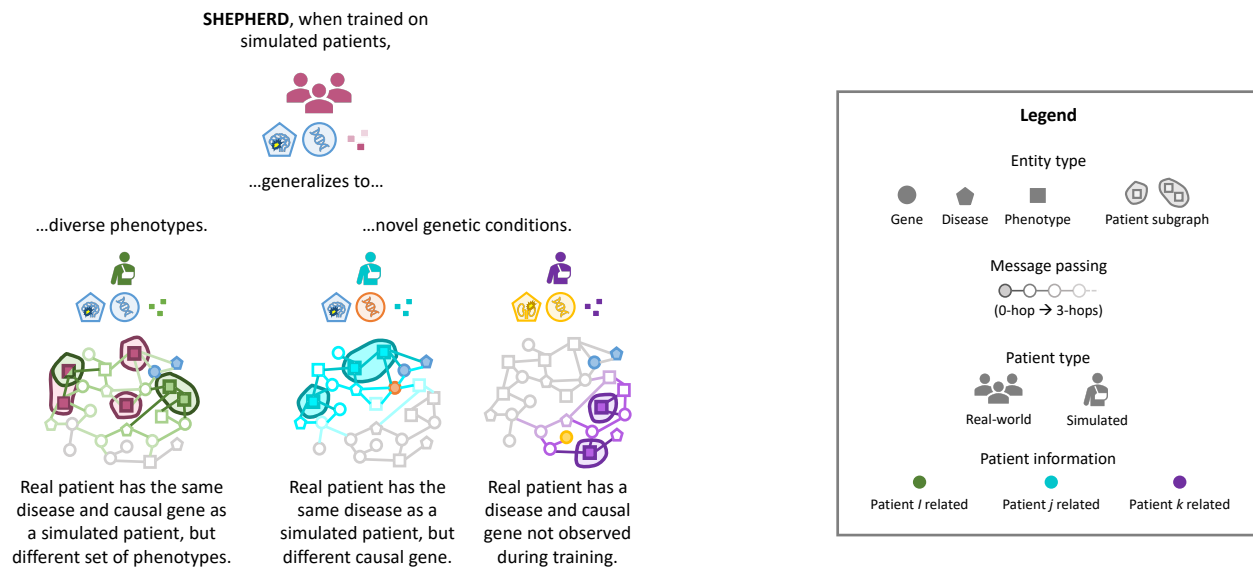 SHEPHERD, when trained on
simulated patients,
...generalizes to...
...diverse phenotypes.
...novel genetic conditions.
Real patient has the same
disease and causal gene as
a simulated patient, but
different set of phenotypes.
Real patient has the
same disease as a
simulated patient, but
different causal gene.
Real patient has a
disease and causal
gene not observed
during training.
Legend
Entity type
Gene
Disease
Phenotype
Patient subgraph
Message passing
(0-hop → 3-hops)
Patient type
Real-world
Simulated
Patient information
Patient I related
Patient j related
Patient k related